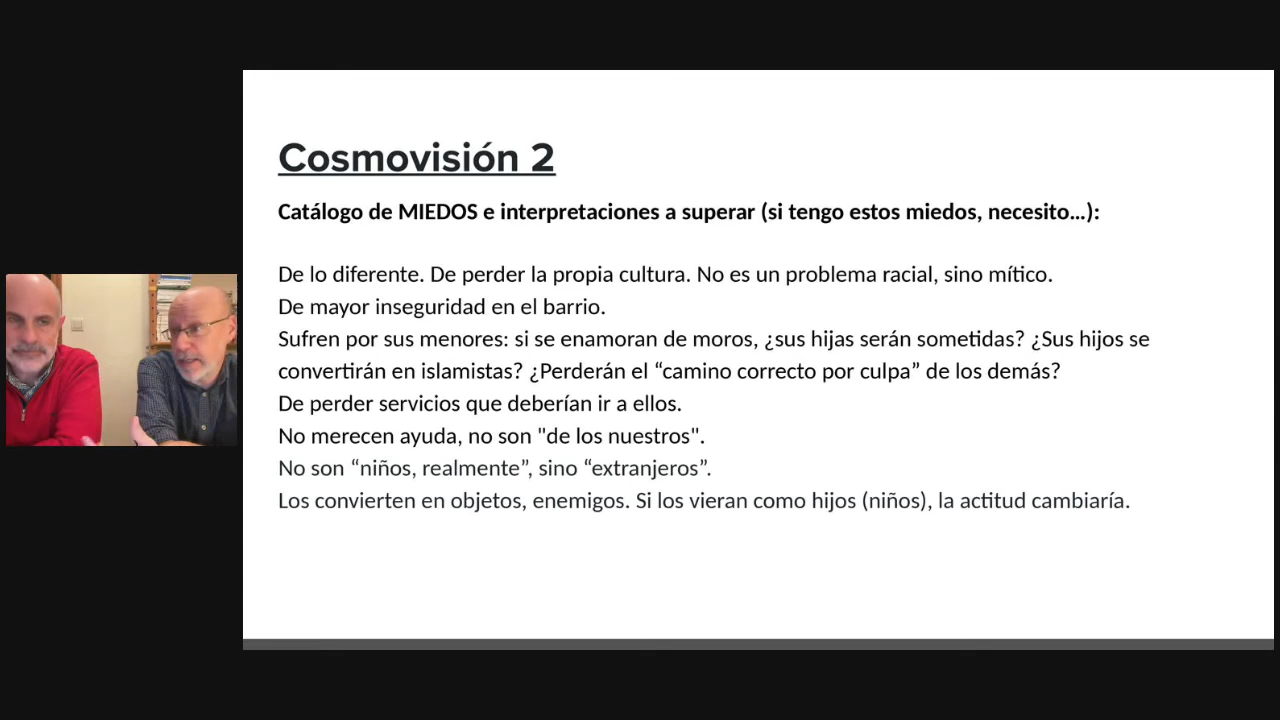 Cosmovisión 2
Catálogo de MIEDOS e interpretaciones a superar (si tengo estos miedos, necesito…):
De lo diferente. De perder la propia cultura. No es un problema racial, sino mítico.
De mayor inseguridad en el barrio.
Sufren por sus menores: si se enamoran de moros, ¿sus hijas serán sometidas? ¿Sus hijos se
convertirán en islamistas? ¿Perderán el “camino correcto por culpa” de los demás?
De perder servicios que deberían ir a ellos.
No merecen ayuda, no son "de los nuestros".
No son “niños, realmente”, sino “extranjeros”.
Los convierten en objetos, enemigos. Si los vieran como hijos (niños), la actitud cambiaría.